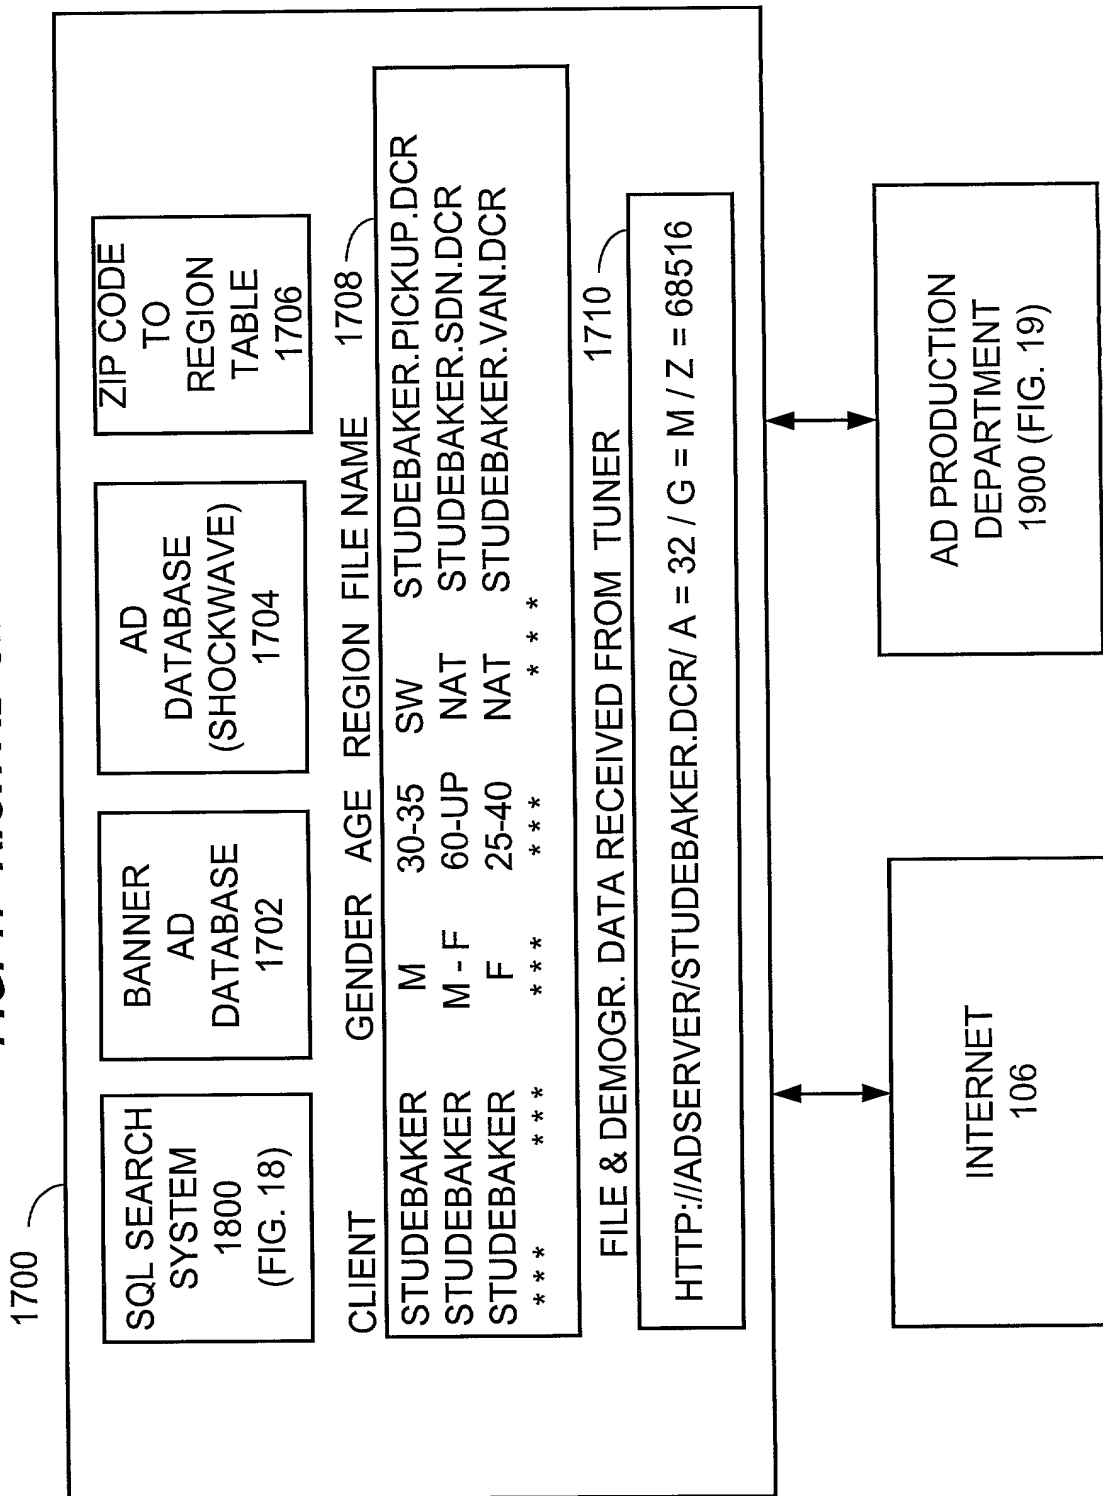 1700
SQL SEARCH
SYSTEM
1800
(FIG. 18)
BANNER
AD
DATABASE
1702
AD
DATABASE
(SHOCKWAVE)
1704
ZIP CODE
TO
REGION
TABLE
1706
CLIENT GENDER AGE REGION FILE NAME 1708
STUDEBAKER M 30-35 SW STUDEBAKER.PICKUP.DCR
STUDEBAKER M - F 60-UP NAT STUDEBAKER.SDN.DCR
STUDEBAKER F 25-40 NAT STUDEBAKER.VAN.DCR
* * * * * * * * * * * * * * *
FILE & DEMOGR. DATA RECEIVED FROM TUNER 1710
HTTP://ADSERVER/STUDEBAKER.DCR/ A = 32 / G = M / Z = 68516
INTERNET
106
AD PRODUCTION
DEPARTMENT
1900 (FIG. 19)